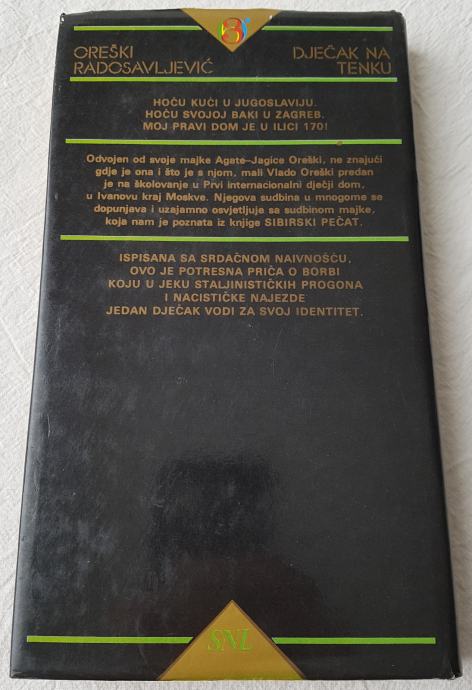 8
OREŠKI
RADOSAVLJEVIĆ
DJEČAK NA
TENKU
HOĆU KUĆI U JUGOSLAVIJU.
HOĆU SVOJOJ BAKI U ZAGREB.
MOJ PRAVI DOM JE U ILICI 170!
Odvojen od svoje majke Agate-Jagice Oreški, ne znajući
gdje je ona i što je s njom, mali Vlado Oreški predan
je na školovanje u Prvi internacionalni dječji dom,
u Ivanovu kraj Moskve. Njegova sudbina u mnogome se
dopunjava i uzajamno osvjetljuje sa sudbinom majke,
koja nam je poznata iz knjige SIBIRSKI PEČAT.
ISPISANA SA SRDAČNOM NAIVNOŠĆU,
OVO JE POTRESNA PRIČA O BORBI
KOJU U JEKU STALJINISTIČKIH PROGONA
I NACISTIČKE NAJEZDE
JEDAN DJEČAK VODI ZA SVOJ IDENTITET.
SNL